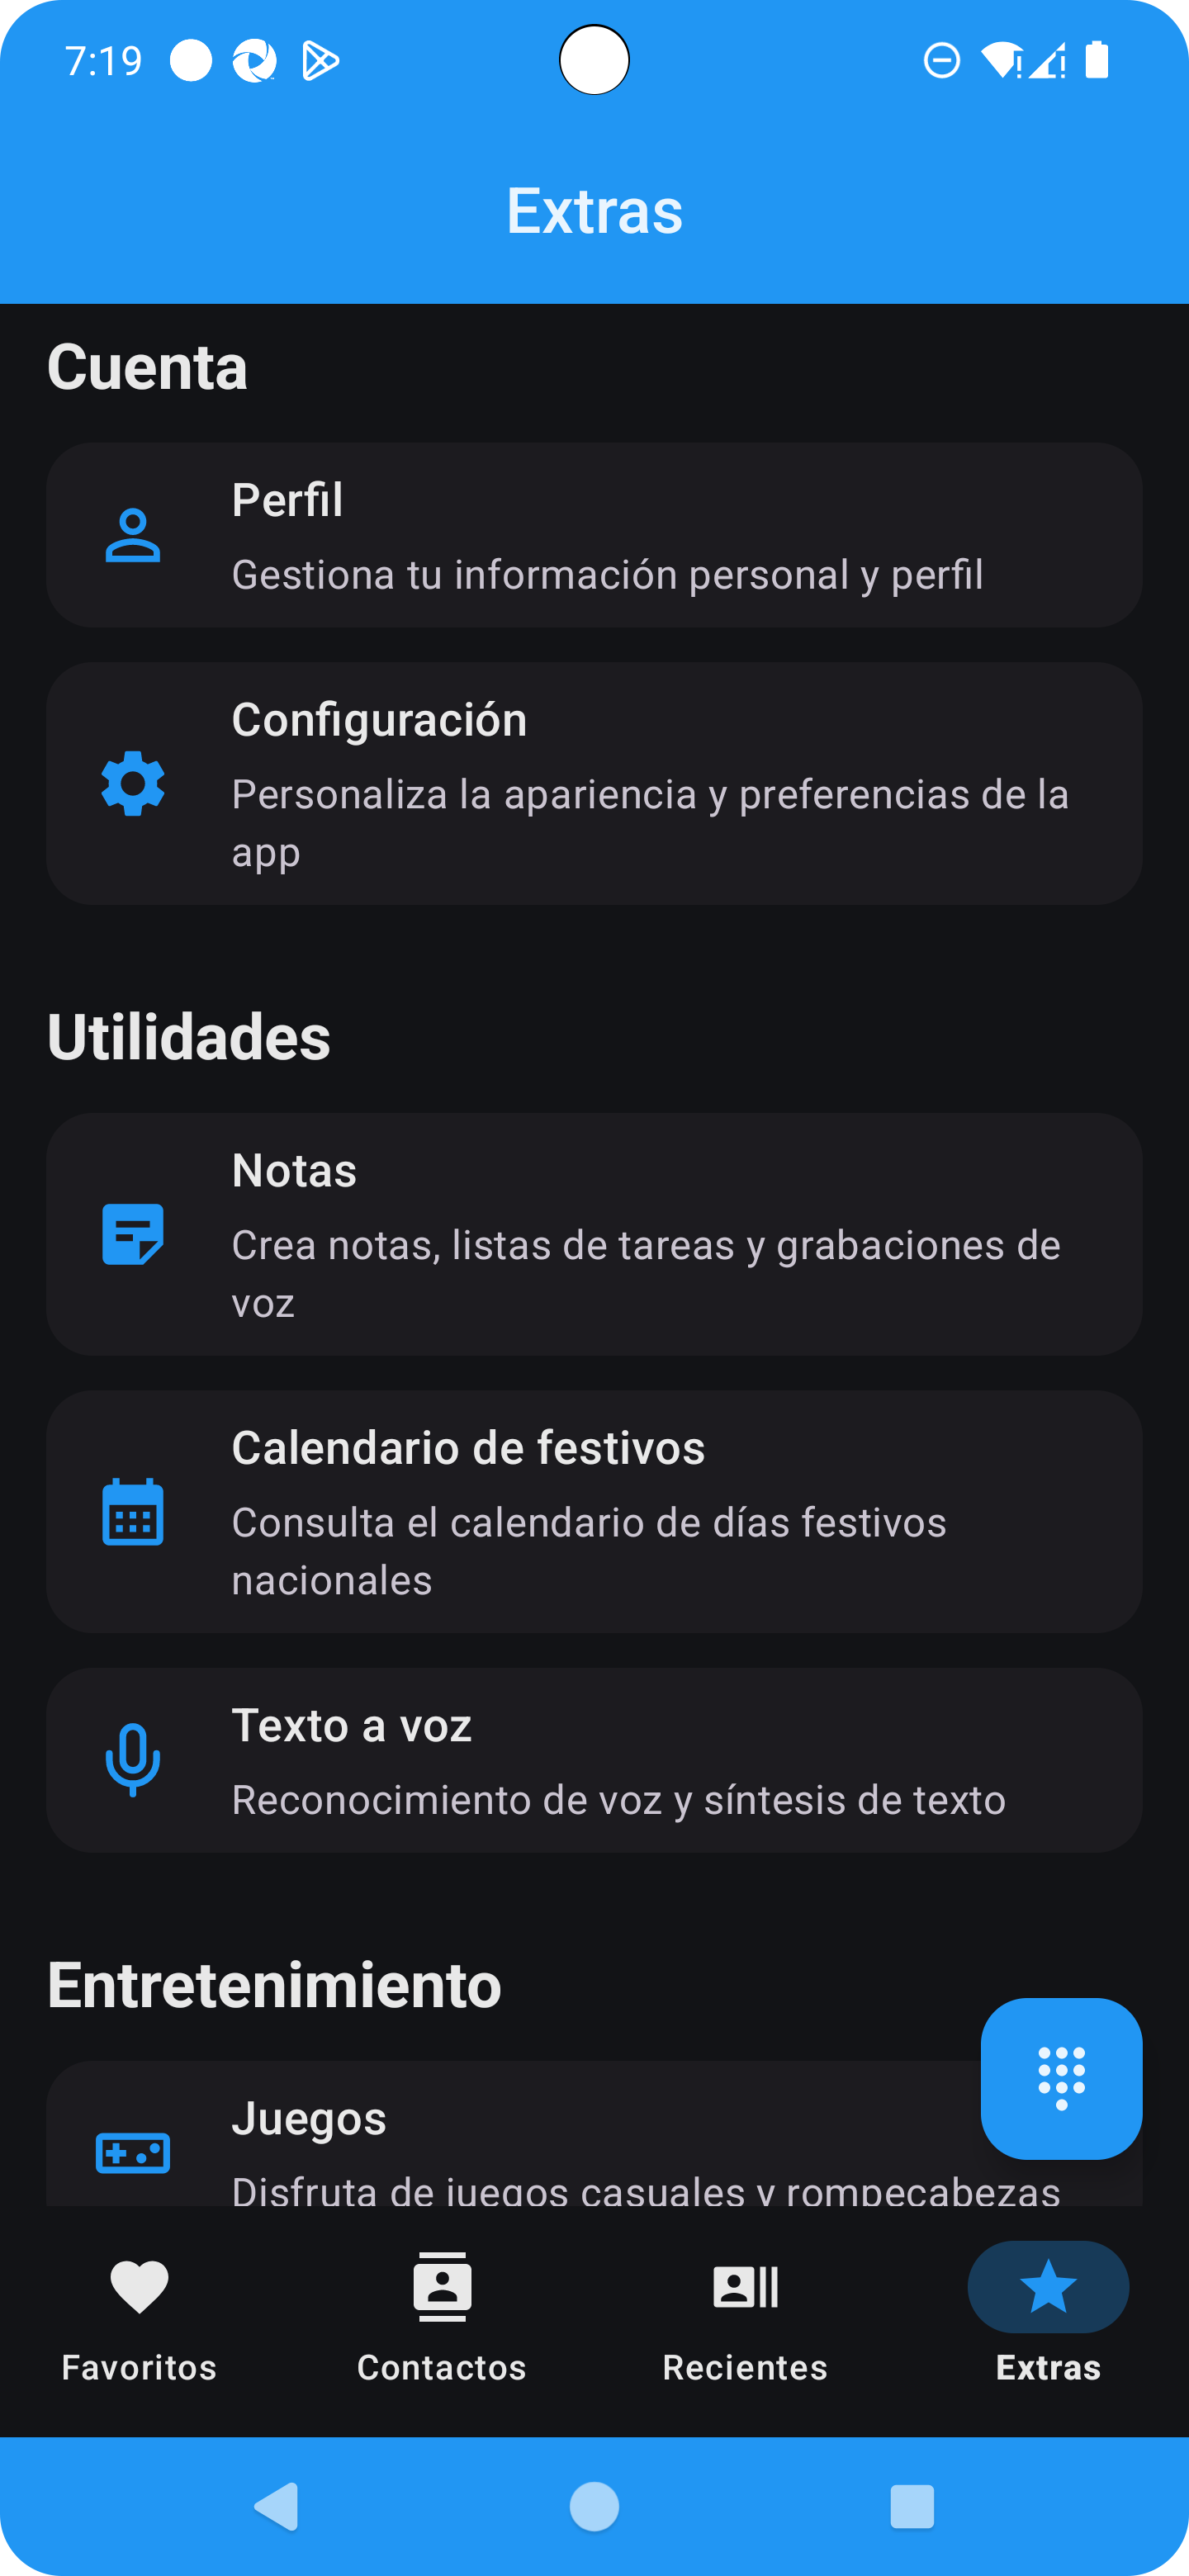 7:19
Extras
Cuenta
Perfil
Gestiona tu información personal y perfil
Configuración
Personaliza la apariencia y preferencias de la
app
Utilidades
Notas
Crea notas, listas de tareas y grabaciones de
voz
Calendario de festivos
Consulta el calendario de días festivos
nacionales
Texto a voz
Reconocimiento de voz y síntesis de texto
Entretenimiento
Juegos
Disfruta de juegos casuales y rompecabezas
Favoritos
Contactos
Recientes
Extras